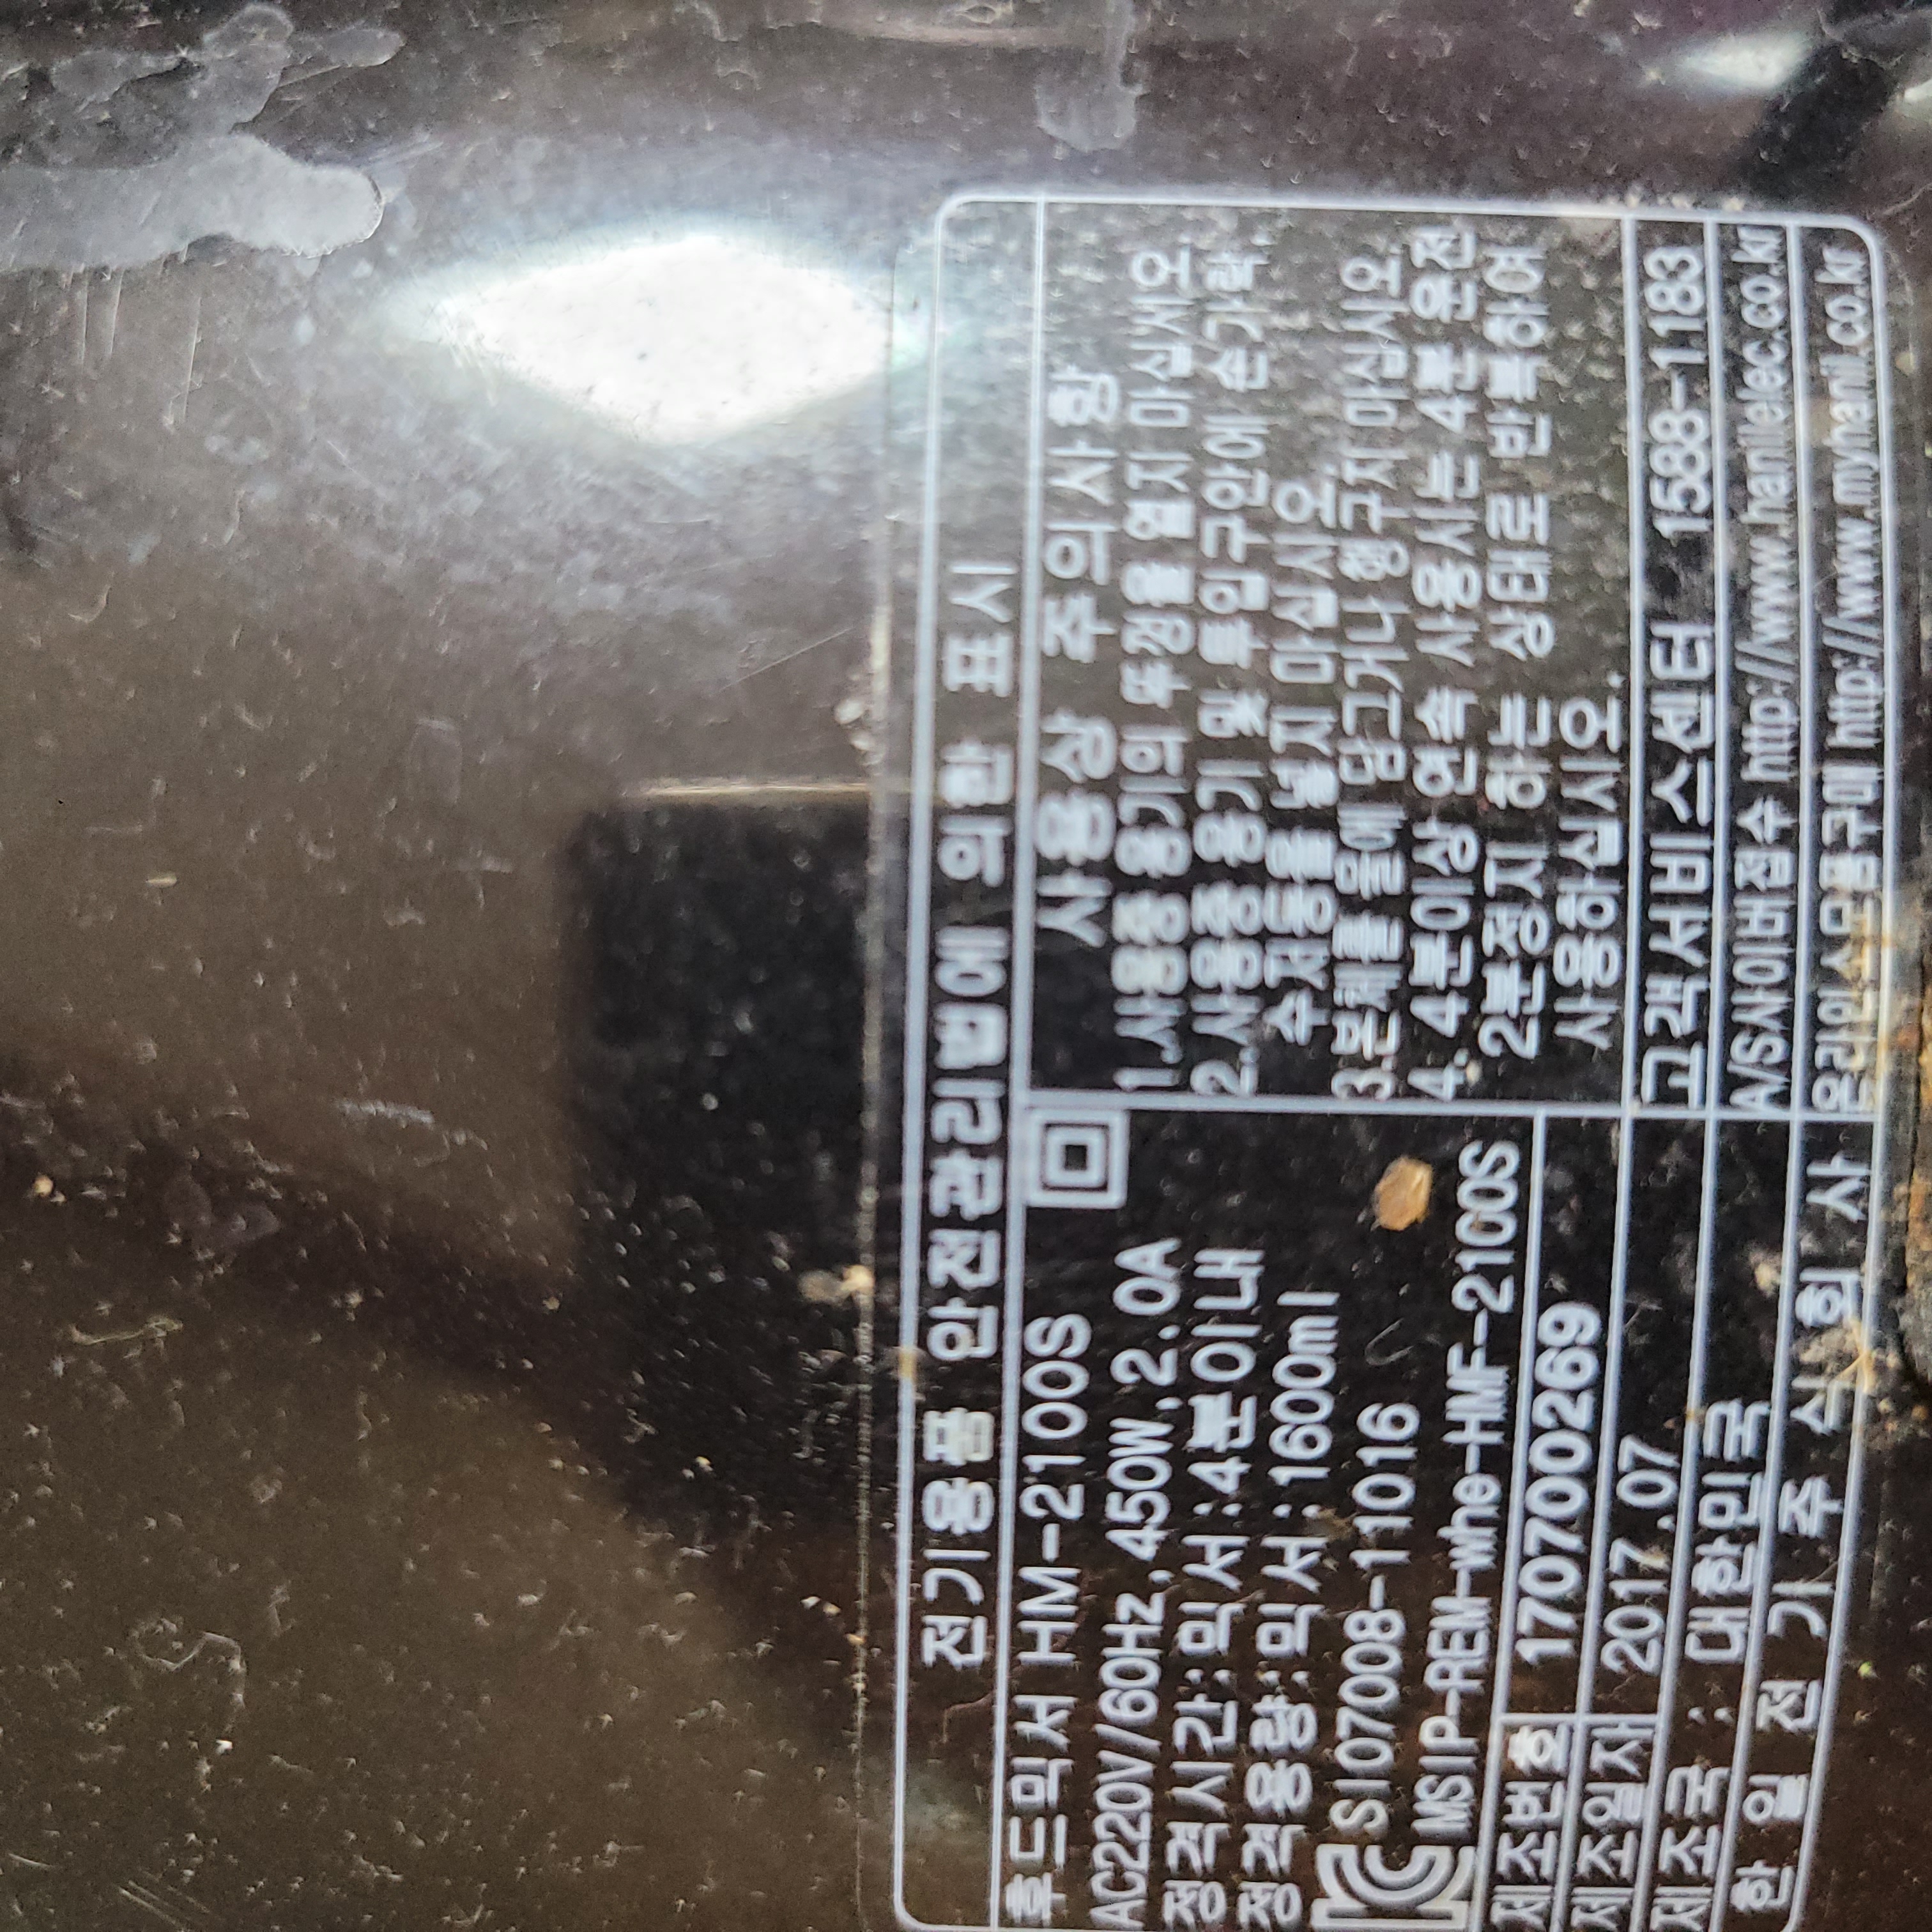 전기용품 안전관리법에 의한 표시
후드믹서 HM-2100S
AC220V/60Hz, 450W, 2.0A
정격시간:믹서:4분이내
정격용량:믹서:1600ml
SI07008-11016
MSIP-REM-whe-HMF-2100S
제조번호 170700269
제조일자 2017.07
제조국 : 대한민국
한 일 전 기 주 식 회 사
사용상 주의사항
1.사용중 용기의 뚜껑을 열지 마십시오.
2.사용중 용기 및 투입구안에 손가락,
수저등을 넣지 마십시오.
3.본체를 물에 담그거나 헹구지 마십시오.
4. 4분이상 연속 사용시는 4분 운전
2분정지 하는 상태로 반복하여
사용하십시오.
고객서비스센터 1588-1183
A/S사이버접수 http://www.hanilelec.co.kr
온라인쇼핑몰구매 http://www.myhanil.co.kr